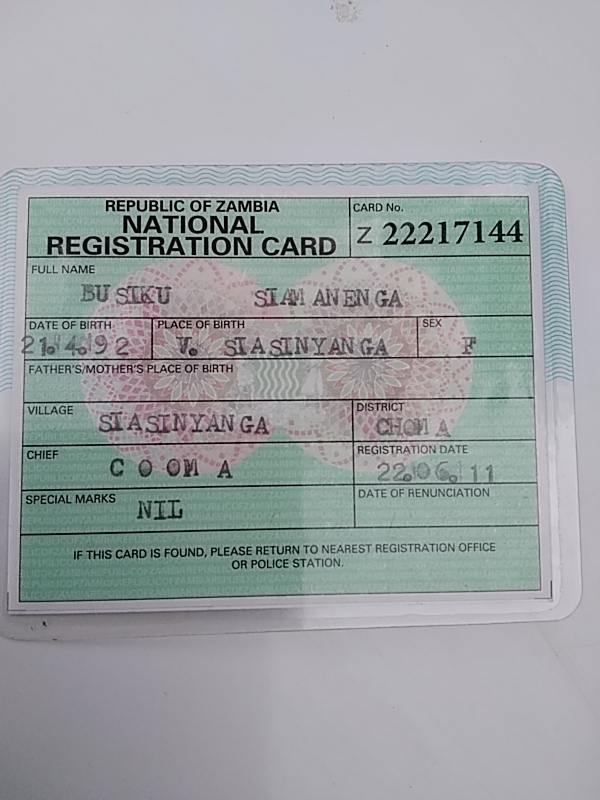 REPUBLIC OF ZAMBIA
NATIONAL
REGISTRATION CARD
CARD No.
Z 22217144
FULL NAME
BUSIKU SIAMANENGA
DATE OF BIRTH
21.4.92
PLACE OF BIRTH
V. SIASINYANGA
SEX
F
FATHER'S/MOTHER'S PLACE OF BIRTH
VILLAGE
SIASINYANGA
DISTRICT
CHOMA
CHIEF
COOMA
REGISTRATION DATE
22.06.11
SPECIAL MARKS
NIL
DATE OF RENUNCIATION
IF THIS CARD IS FOUND, PLEASE RETURN TO NEAREST REGISTRATION OFFICE
OR POLICE STATION.